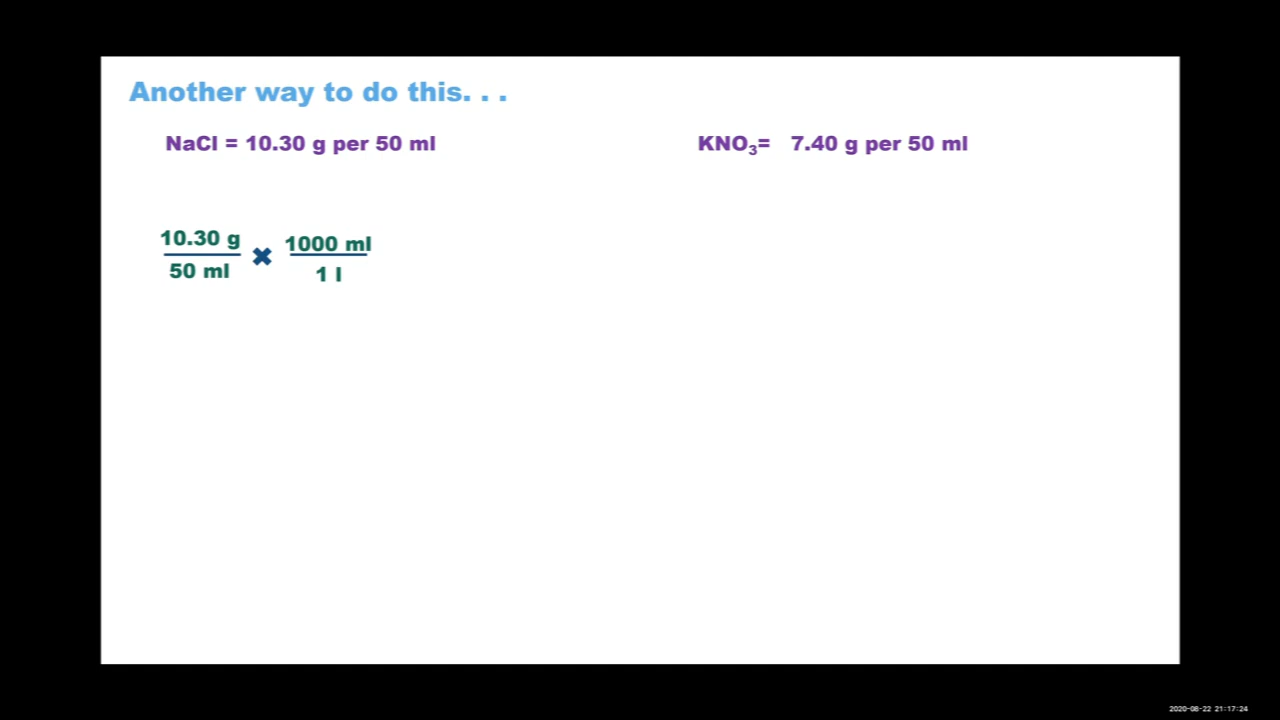 Another way to do this. . .
NaCl = 10.30 g per 50 ml
KNO₃= 7.40 g per 50 ml
10.30 g
50 ml
✖
1000 ml
1 l
2020-08-22 21:17:24